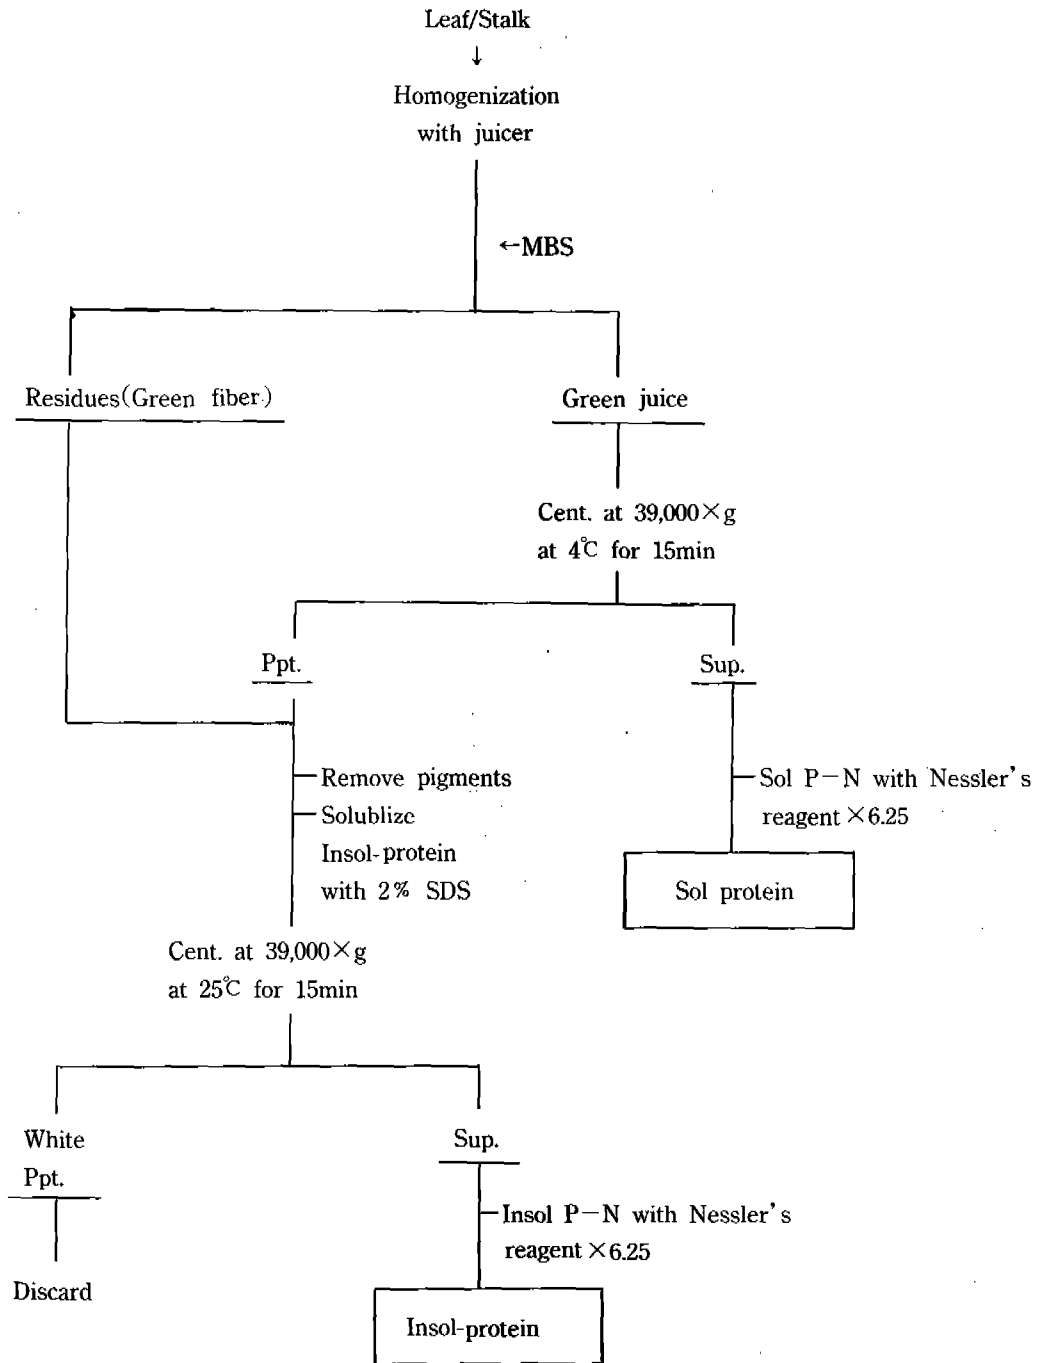 Leaf/Stalk
↓
Homogenization
with juicer
←MBS
Residues(Green fiber)
Green juice
Cent. at 39,000×g
at 4℃ for 15min
Ppt.
Sup.
Remove pigments
Solublize
Insol-protein
with 2% SDS
Sol P-N with Nessler's
reagent ×6.25
Sol protein
Cent. at 39,000×g
at 25℃ for 15min
White
Ppt.
Sup.
Insol P-N with Nessler's
reagent ×6.25
Discard
Insol-protein